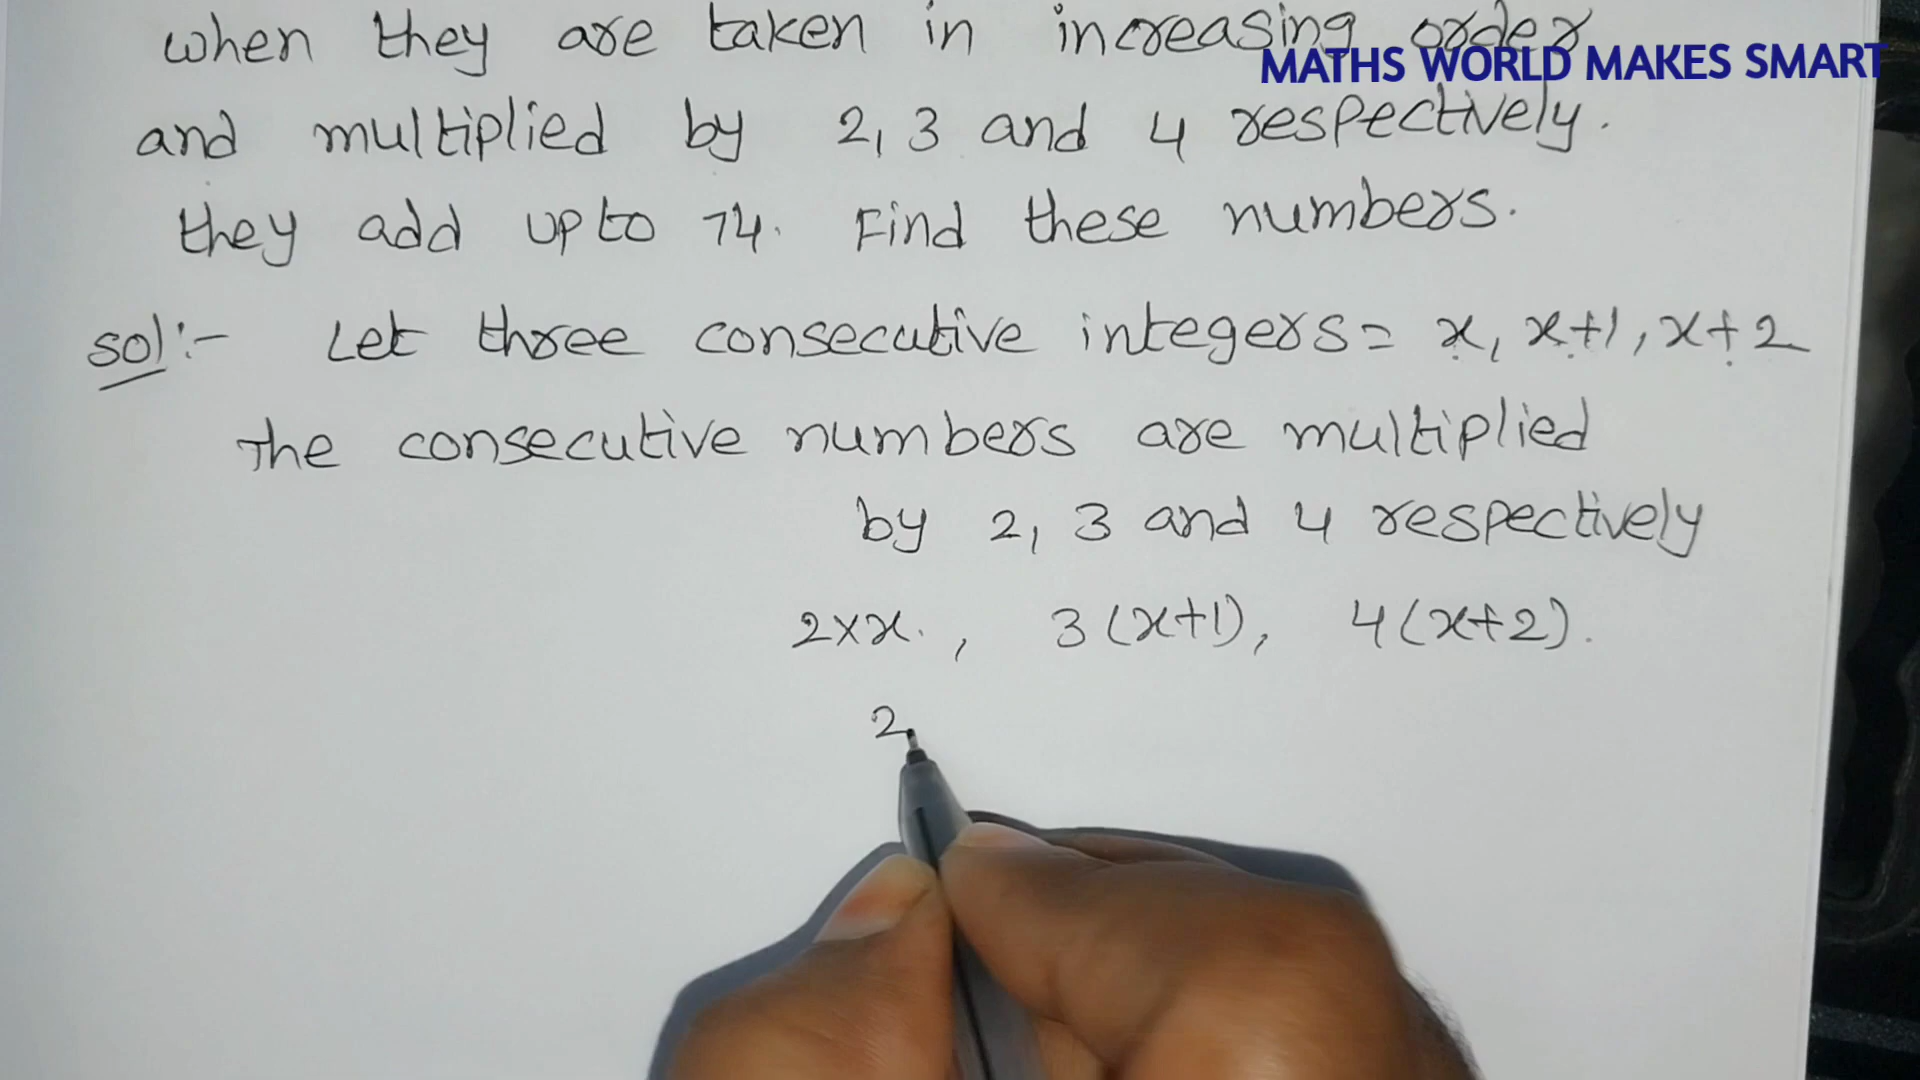 when they are taken in increasing order
MATHS WORLD MAKES SMART
and multiplied by 2, 3 and 4 respectively.
they add up to 74. Find these numbers.
sol:- Let three consecutive integers = x, x+1, x+2
The consecutive numbers are multiplied
by 2, 3 and 4 respectively
2×x. , 3(x+1), 4(x+2).
2